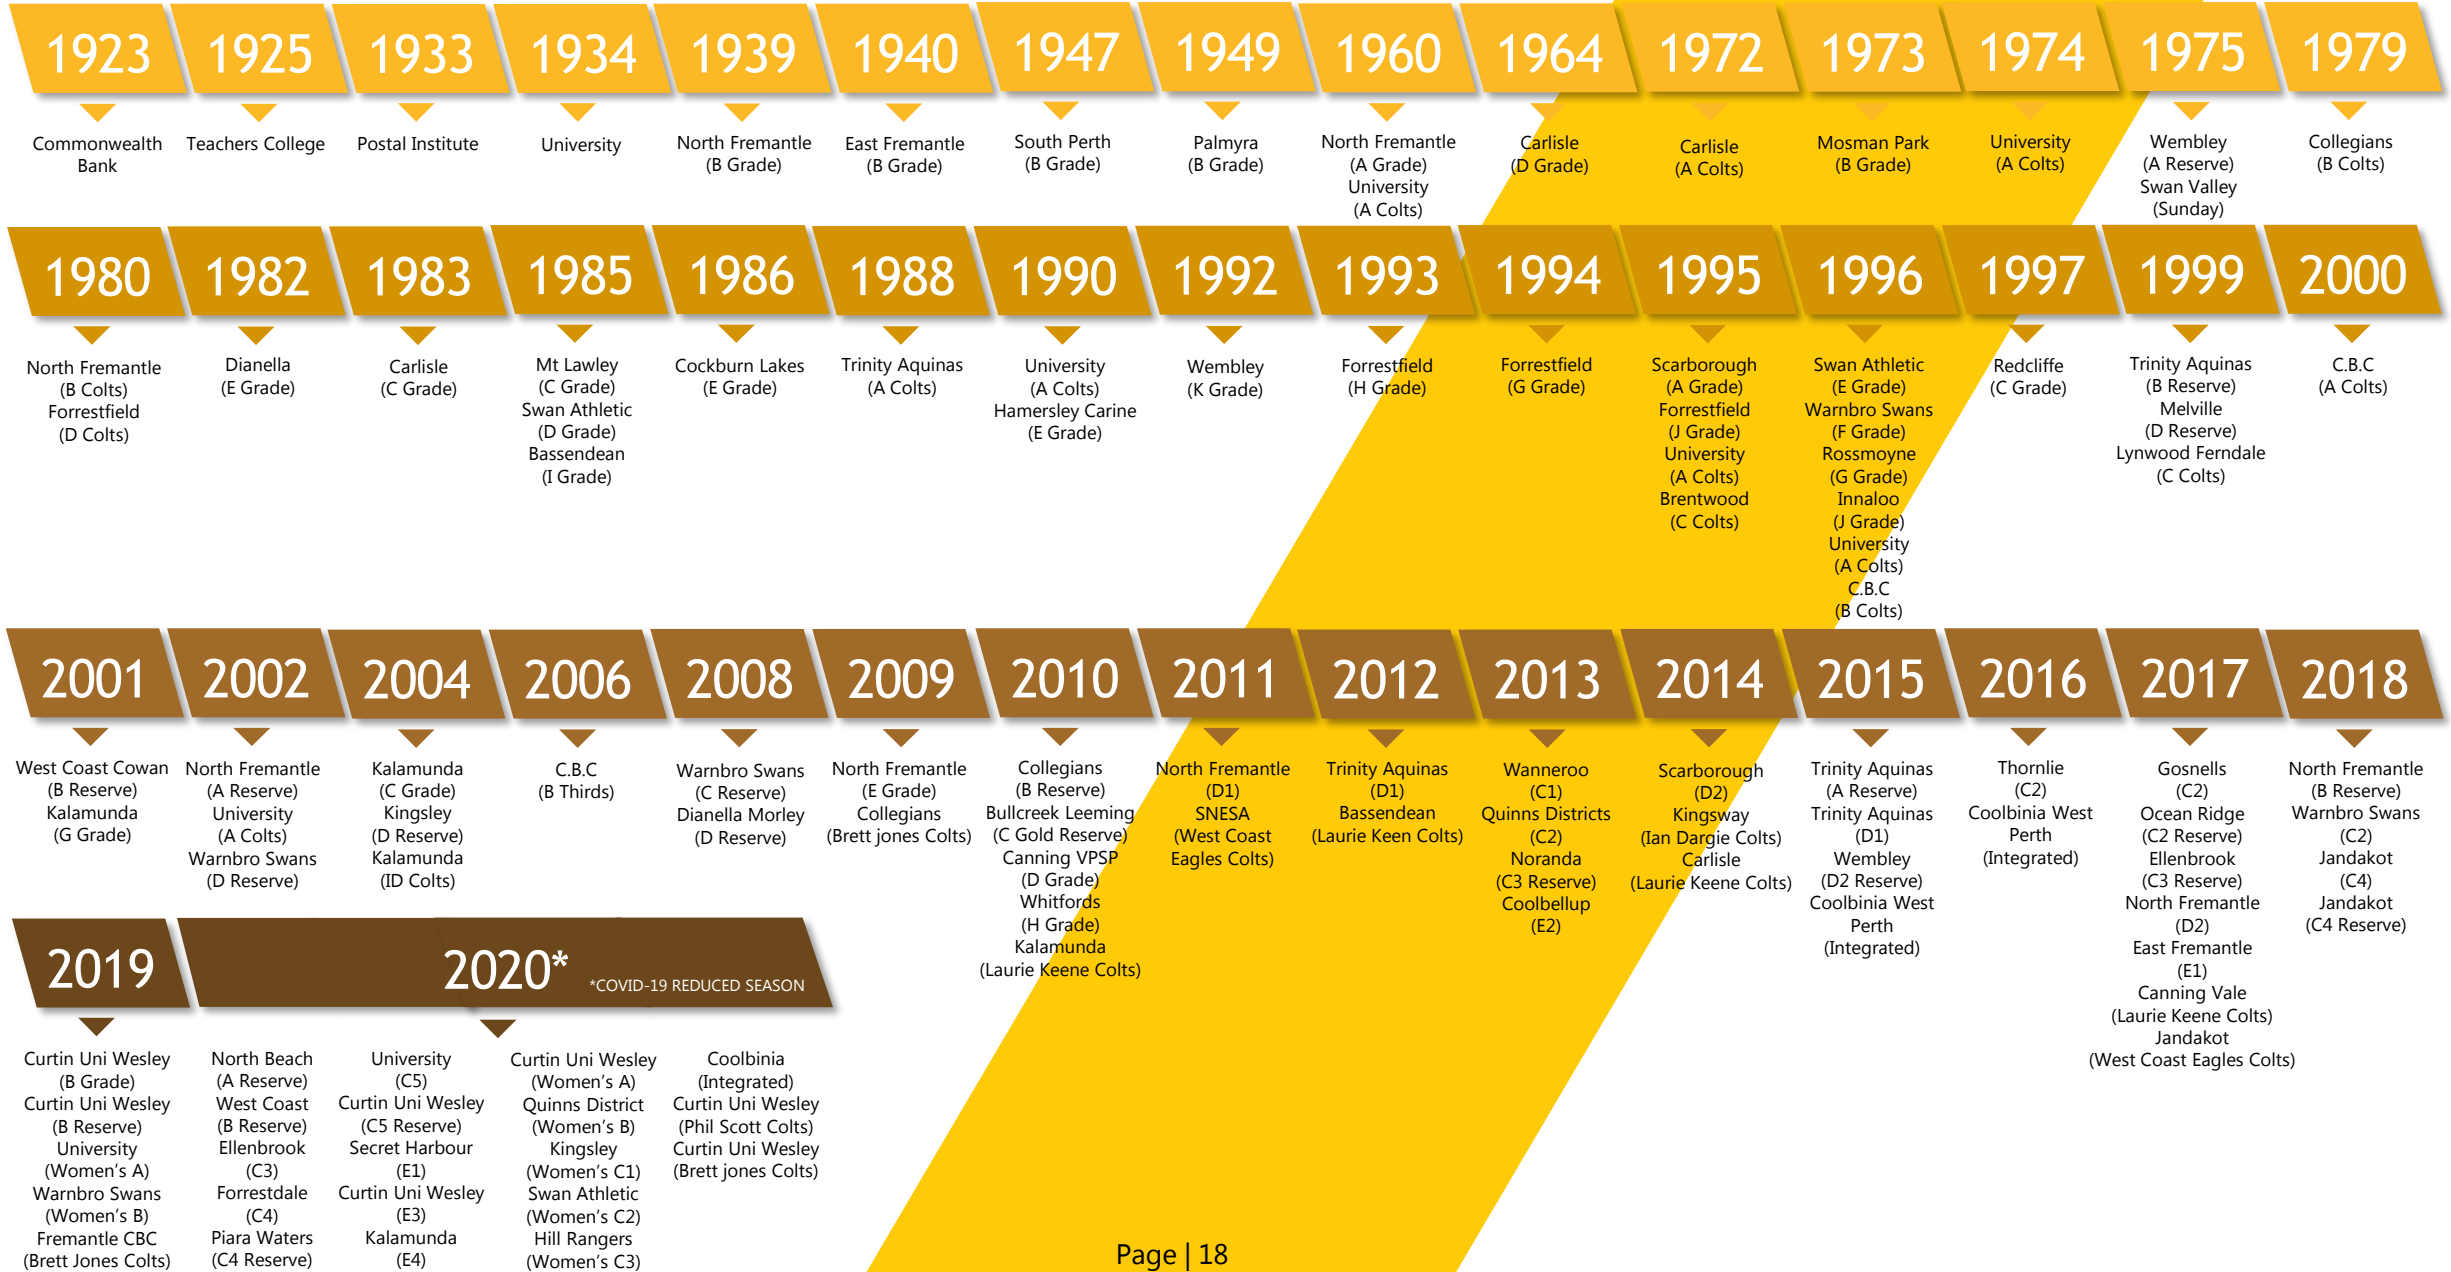 1923
Commonwealth
Bank
1925
Teachers College
1933
Postal Institute
1934
University
1939
North Fremantle
(B Grade)
1940
East Fremantle
(B Grade)
1947
South Perth
(B Grade)
1949
Palmyra
(B Grade)
1960
North Fremantle
(A Grade)
University
(A Colts)
1964
Carlisle
(D Grade)
1972
Carlisle
(A Colts)
1973
Mosman Park
(B Grade)
1974
University
(A Colts)
1975
Wembley
(A Reserve)
Swan Valley
(Sunday)
1979
Collegians
(B Colts)
1980
North Fremantle
(B Colts)
Forrestfield
(D Colts)
1982
Dianella
(E Grade)
1983
Carlisle
(C Grade)
1985
Mt Lawley
(C Grade)
Swan Athletic
(D Grade)
Bassendean
(I Grade)
1986
Cockburn Lakes
(E Grade)
1988
Trinity Aquinas
(A Colts)
1990
University
(A Colts)
Hamersley Carine
(E Grade)
1992
Wembley
(K Grade)
1993
Forrestfield
(H Grade)
1994
Forrestfield
(G Grade)
1995
Scarborough
(A Grade)
Forrestfield
(J Grade)
University
(A Colts)
Brentwood
(C Colts)
1996
Swan Athletic
(E Grade)
Warnbro Swans
(F Grade)
Rossmoyne
(G Grade)
Innaloo
(J Grade)
University
(A Colts)
C.B.C
(B Colts)
1997
Redcliffe
(C Grade)
1999
Trinity Aquinas
(B Reserve)
Melville
(D Reserve)
Lynwood Ferndale
(C Colts)
2000
C.B.C
(A Colts)
2001
West Coast Cowan
(B Reserve)
Kalamunda
(G Grade)
2002
North Fremantle
(A Reserve)
University
(A Colts)
Warnbro Swans
(D Reserve)
2004
Kalamunda
(C Grade)
Kingsley
(D Reserve)
Kalamunda
(ID Colts)
2006
C.B.C
(B Thirds)
2008
Warnbro Swans
(C Reserve)
Dianella Morley
(D Reserve)
2009
North Fremantle
(E Grade)
Collegians
(Brett jones Colts)
2010
Collegians
(B Reserve)
Bullcreek Leeming
(C Gold Reserve)
Canning VPSP
(D Grade)
Whitfords
(H Grade)
Kalamunda
(Laurie Keene Colts)
2011
North Fremantle
(D1)
SNESA
(West Coast
Eagles Colts)
2012
Trinity Aquinas
(D1)
Bassendean
(Laurie Keen Colts)
2013
Wanneroo
(C1)
Quinns Districts
(C2)
Noranda
(C3 Reserve)
Coolbellup
(E2)
2014
Scarborough
(D2)
Kingsway
(Ian Dargie Colts)
Carlisle
(Laurie Keene Colts)
2015
Trinity Aquinas
(A Reserve)
Trinity Aquinas
(D1)
Wembley
(D2 Reserve)
Coolbinia West
Perth
(Integrated)
2016
Thornlie
(C2)
Coolbinia West
Perth
(Integrated)
2017
Gosnells
(C2)
Ocean Ridge
(C2 Reserve)
Ellenbrook
(C3 Reserve)
North Fremantle
(D2)
East Fremantle
(E1)
Canning Vale
(Laurie Keene Colts)
Jandakot
(West Coast Eagles Colts)
2018
North Fremantle
(B Reserve)
Warnbro Swans
(C2)
Jandakot
(C4)
Jandakot
(C4 Reserve)
2019
Curtin Uni Wesley
(B Grade)
Curtin Uni Wesley
(B Reserve)
University
(Women's A)
Warnbro Swans
(Women's B)
Fremantle CBC
(Brett Jones Colts)
2020*
*COVID-19 REDUCED SEASON
North Beach
(A Reserve)
West Coast
(B Reserve)
Ellenbrook
(C3)
Forrestdale
(C4)
Piara Waters
(C4 Reserve)
University
(C5)
Curtin Uni Wesley
(C5 Reserve)
Secret Harbour
(E1)
Curtin Uni Wesley
(E3)
Kalamunda
(E4)
Curtin Uni Wesley
(Women's A)
Quinns District
(Women's B)
Kingsley
(Women's C1)
Swan Athletic
(Women's C2)
Hill Rangers
(Women's C3)
Coolbinia
(Integrated)
Curtin Uni Wesley
(Phil Scott Colts)
Curtin Uni Wesley
(Brett jones Colts)
Page | 18